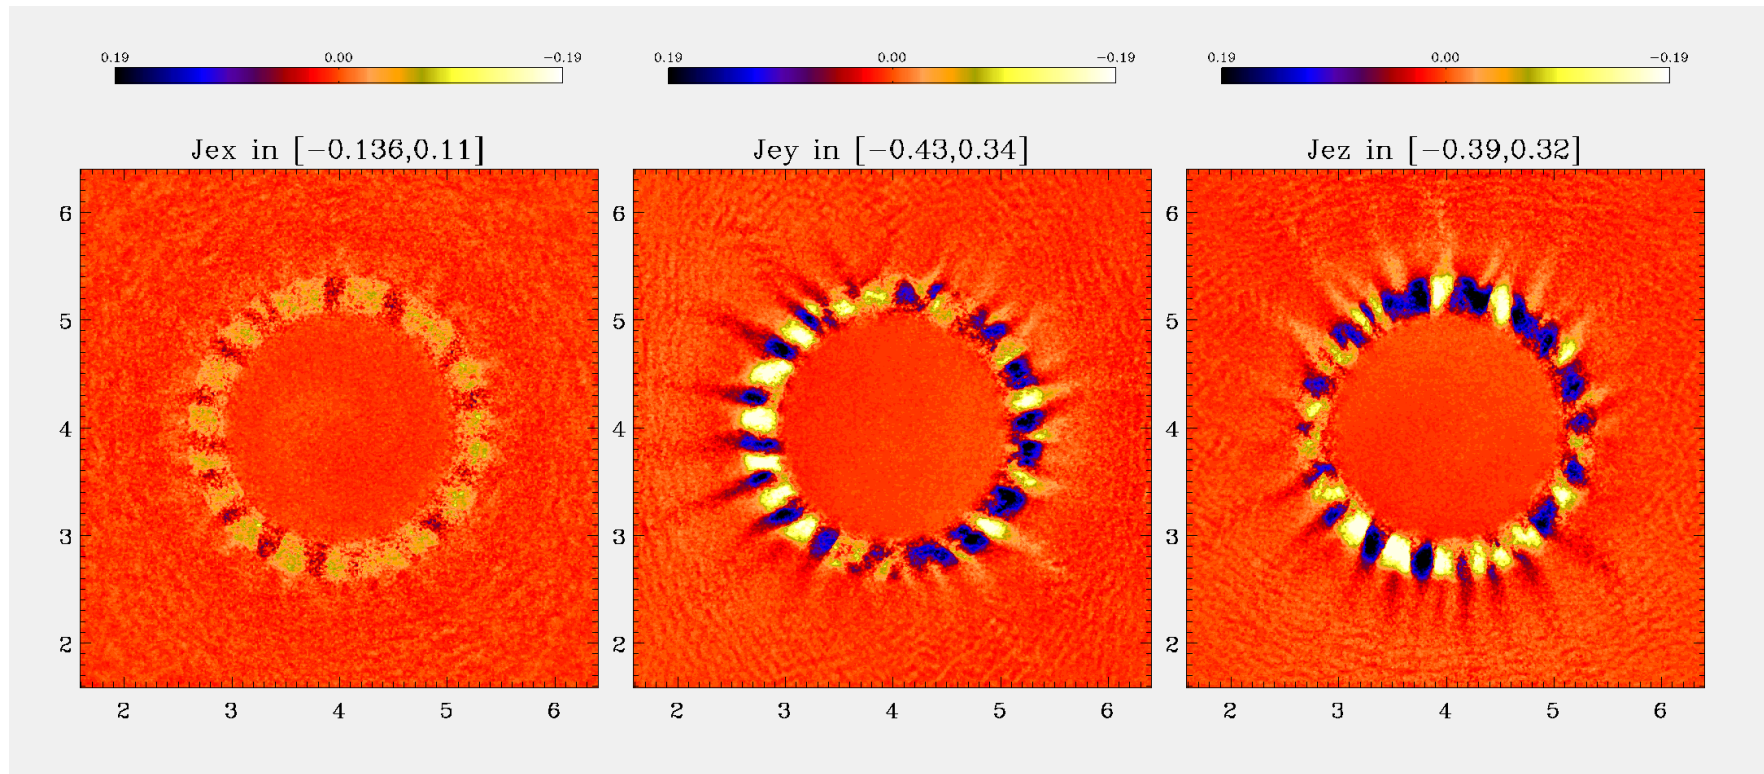 0.19 0.00 −0.19 0.19 0.00 −0.19 0.19 0.00 −0.19
Jex in [−0.136,0.11] Jey in [−0.43,0.34] Jez in [−0.39,0.32]
6 6 6
5 5 5
4 4 4
3 3 3
2 2 2
2 3 4 5 6 2 3 4 5 6 2 3 4 5 6